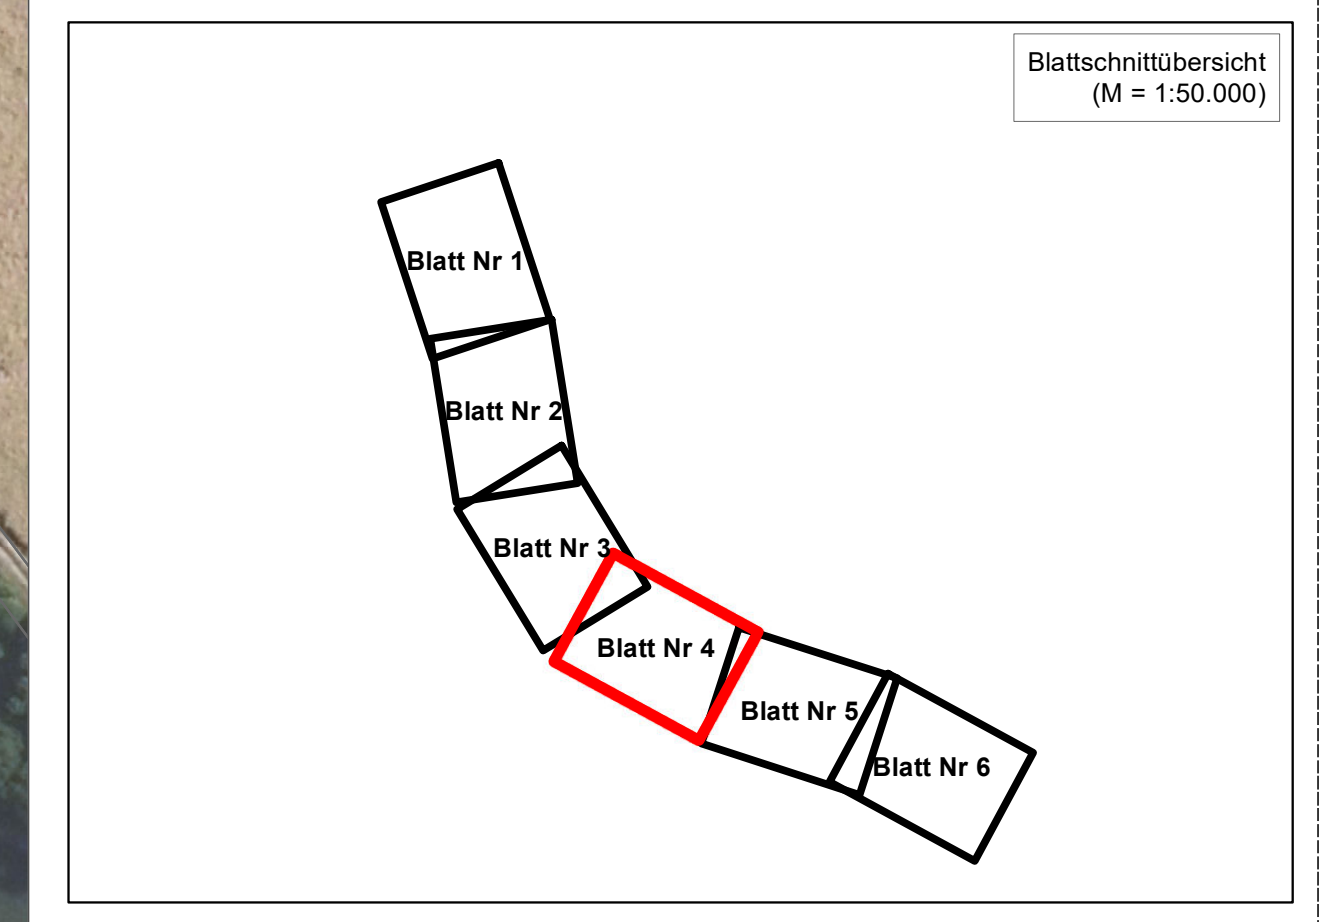 Blattschnittübersicht
(M = 1:50.000)
Blatt Nr 1
Blatt Nr 2
Blatt Nr 3
Blatt Nr 4
Blatt Nr 5
Blatt Nr 6